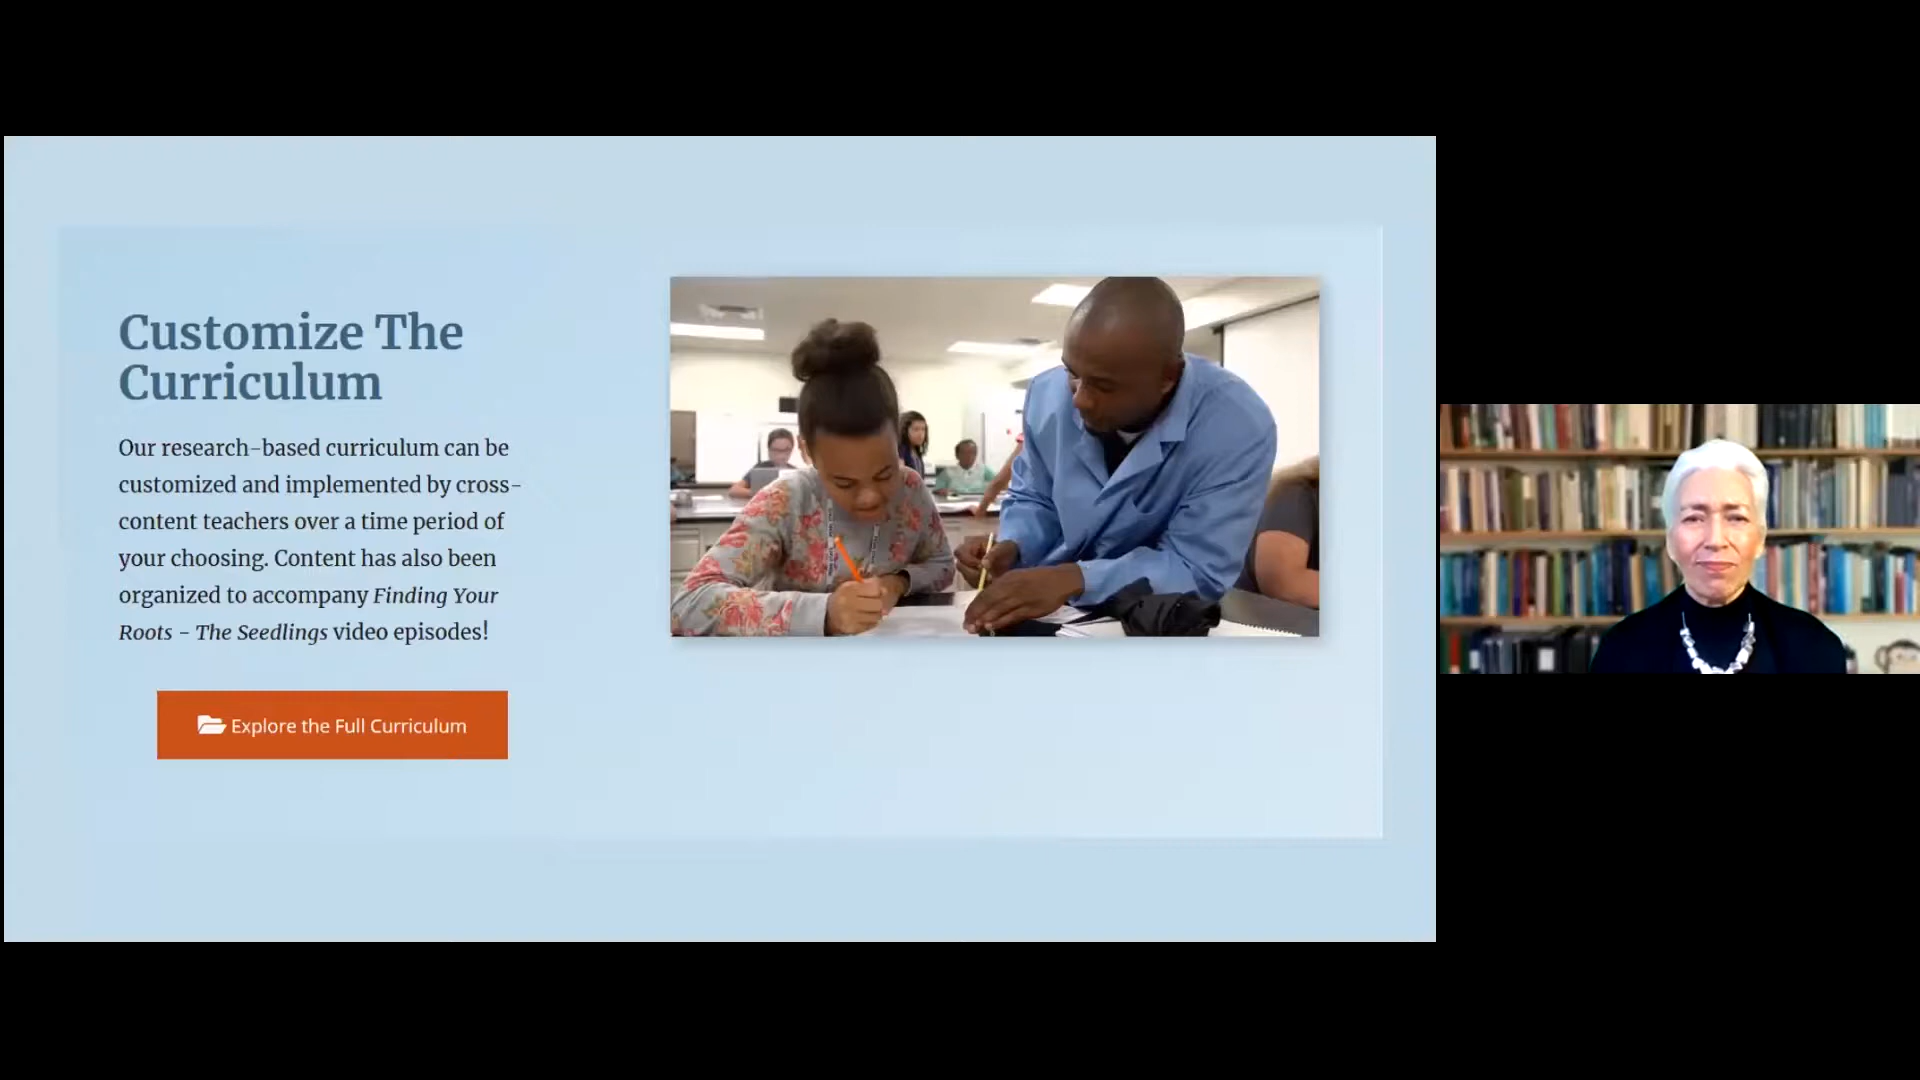 Customize The
Curriculum
Our research-based curriculum can be
customized and implemented by cross-
content teachers over a time period of
your choosing. Content has also been
organized to accompany Finding Your
Roots - The Seedlings video episodes!
Explore the Full Curriculum